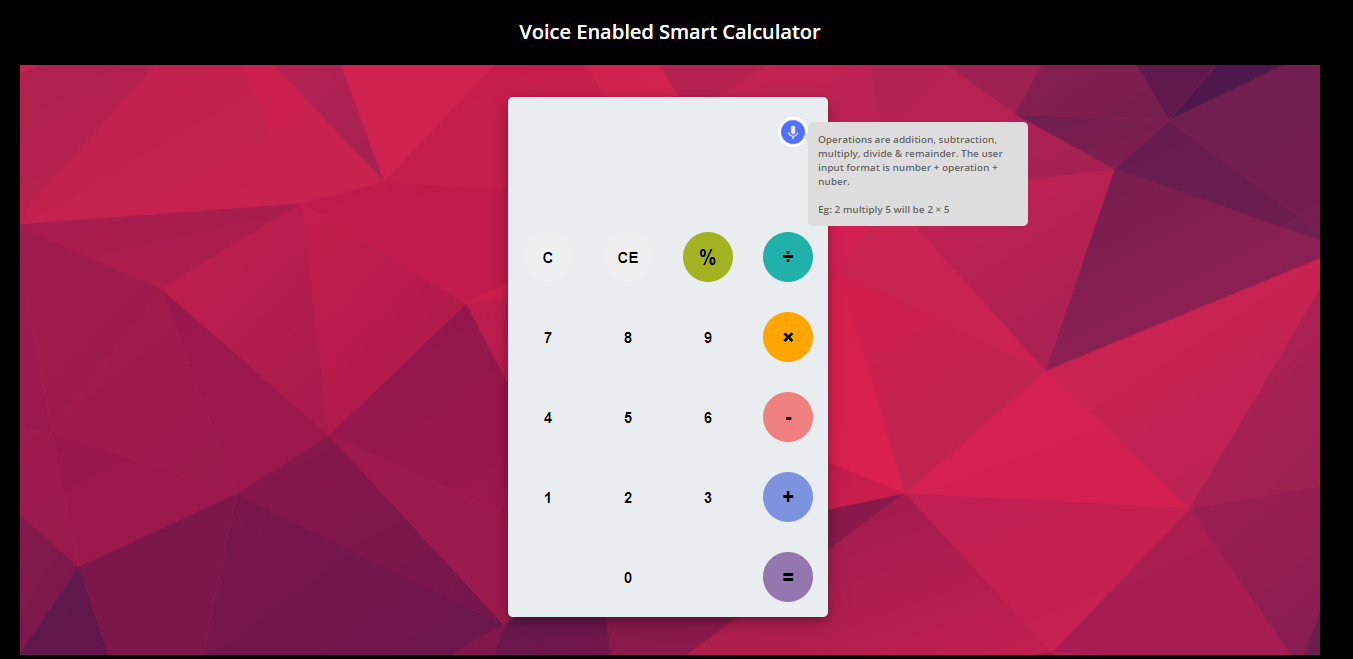 Voice Enabled Smart Calculator
Operations are addition, subtraction,
multiply, divide & remainder. The user
input format is number + operation +
nuber.
Eg: 2 multiply 5 will be 2 × 5
C CE % ÷
7 8 9 ×
4 5 6 -
1 2 3 +
0 =